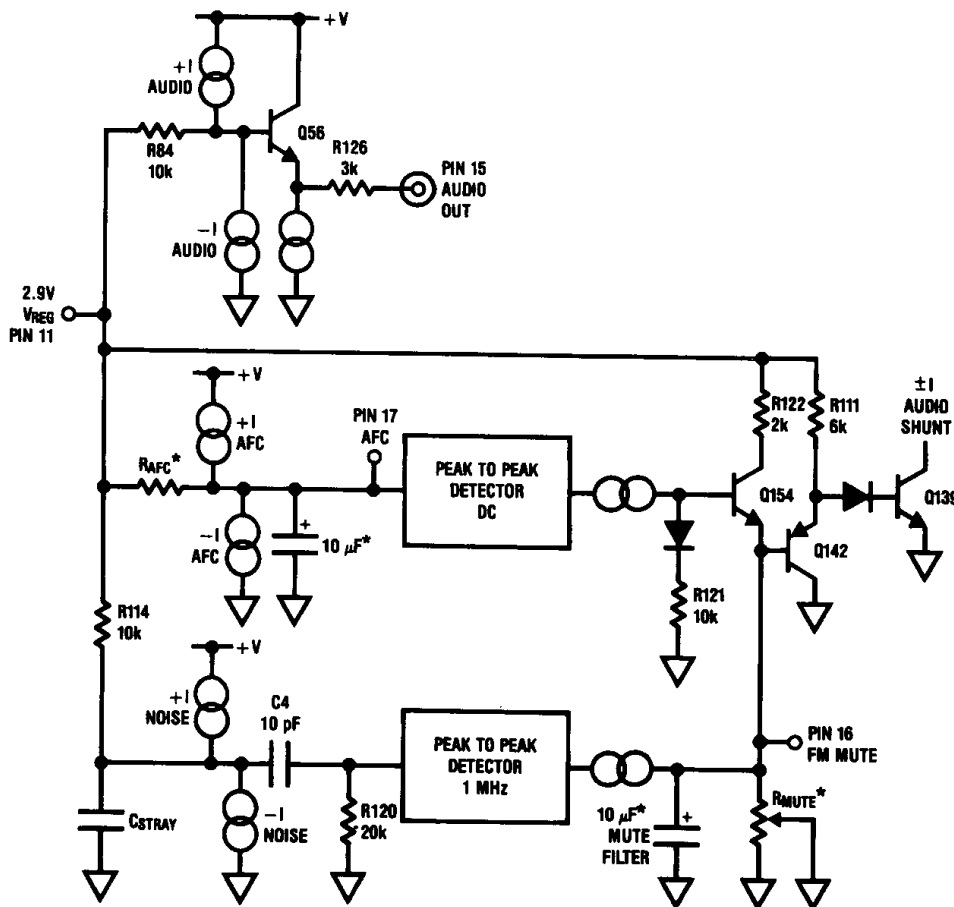 +V
+I
AUDIO
Q56
R84
10k
R126
3k
PIN 15
AUDIO
OUT
−I
AUDIO
2.9V
VREG
PIN 11
+V
+I
AFC
PIN 17
AFC
R122
2k
R111
6k
±I
AUDIO
SHUNT
RAFC*
PEAK TO PEAK
DETECTOR
DC
Q154
Q139
−I
AFC
+
10 μF*
Q142
R121
10k
R114
10k
+V
+I
NOISE
C4
10 pF
PEAK TO PEAK
DETECTOR
1 MHz
PIN 16
FM MUTE
CSTRAY
−I
NOISE
R120
20k
10 μF*
MUTE
FILTER
+
RMUTE*